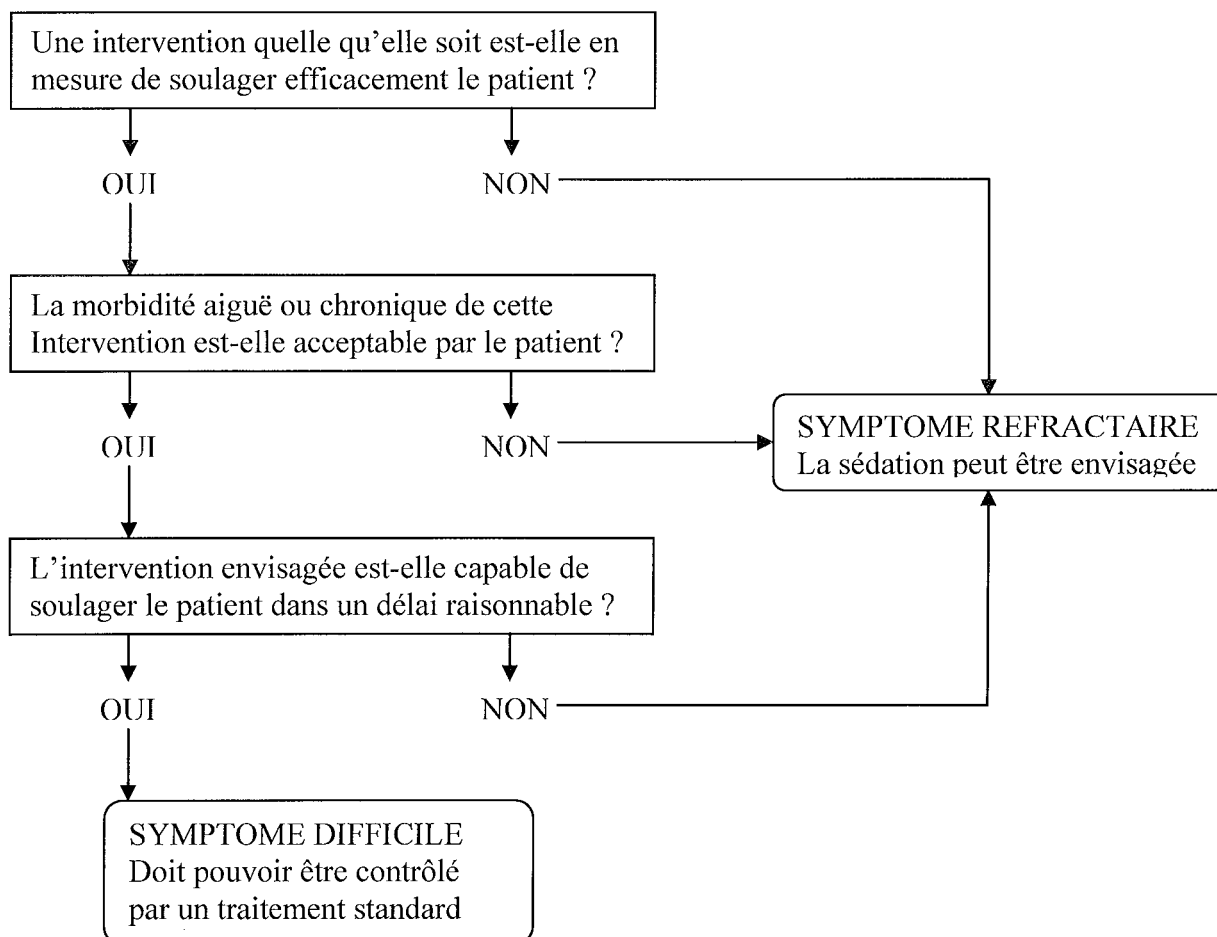 Une intervention quelle qu'elle soit est-elle en
mesure de soulager efficacement le patient ?
OUI
NON
La morbidité aiguë ou chronique de cette
Intervention est-elle acceptable par le patient ?
OUI
NON
SYMPTOME REFRACTAIRE
La sédation peut être envisagée
L'intervention envisagée est-elle capable de
soulager le patient dans un délai raisonnable ?
OUI
NON
SYMPTOME DIFFICILE
Doit pouvoir être contrôlé
par un traitement standard